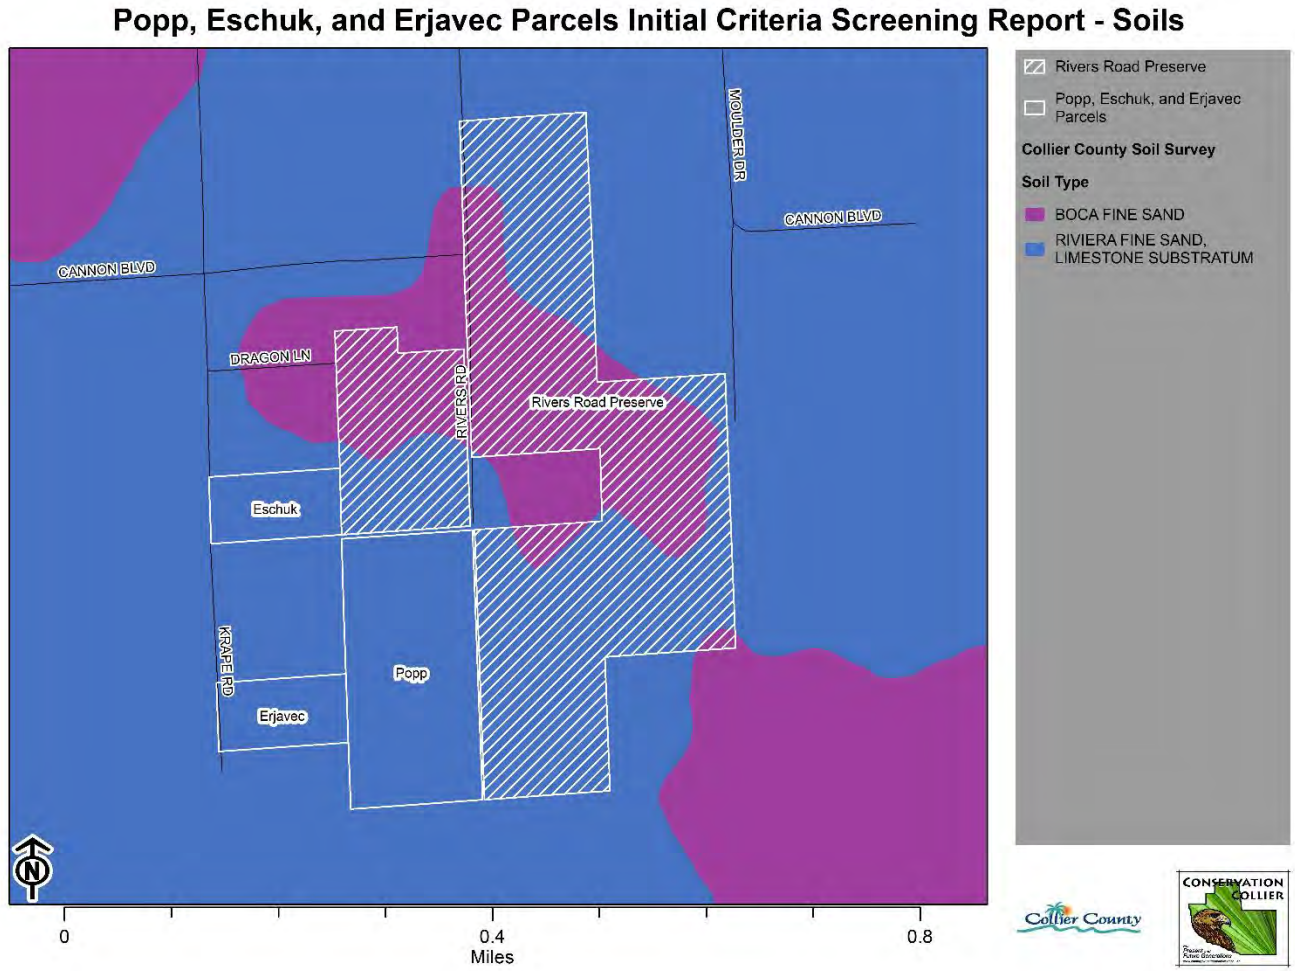 Popp, Eschuk, and Erjavec Parcels Initial Criteria Screening Report - Soils
Rivers Road Preserve
Popp, Eschuk, and Erjavec
Parcels
Collier County Soil Survey
Soil Type
BOCA FINE SAND
RIVIERA FINE SAND,
LIMESTONE SUBSTRATUM
MOULDER DR
CANNON BLVD
CANNON BLVD
DRAGON LN
RIVERS RD
Rivers Road Preserve
Eschuk
KRAPE RD
Popp
Erjavec
N
0
0.4
0.8
Miles
Collier County
CONSERVATION
COLLIER
Future Generations